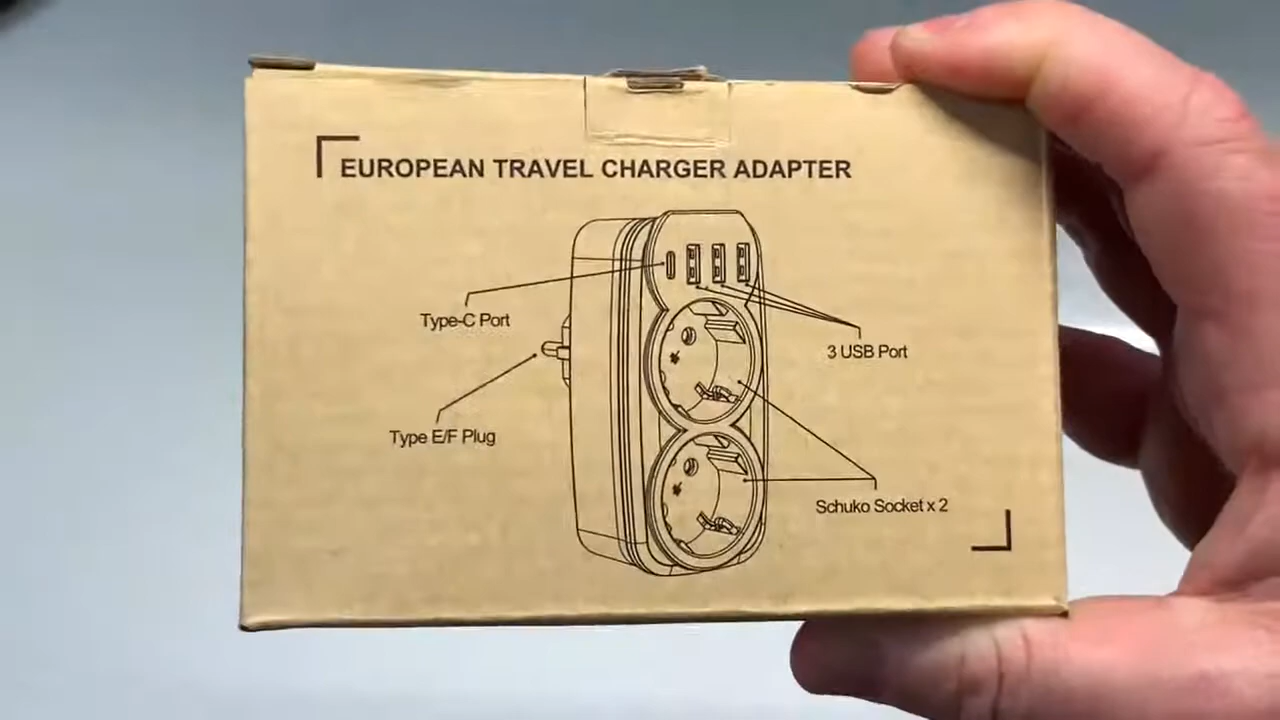 EUROPEAN TRAVEL CHARGER ADAPTER
Type-C Port
3 USB Port
Type E/F Plug
Schuko Socket x 2